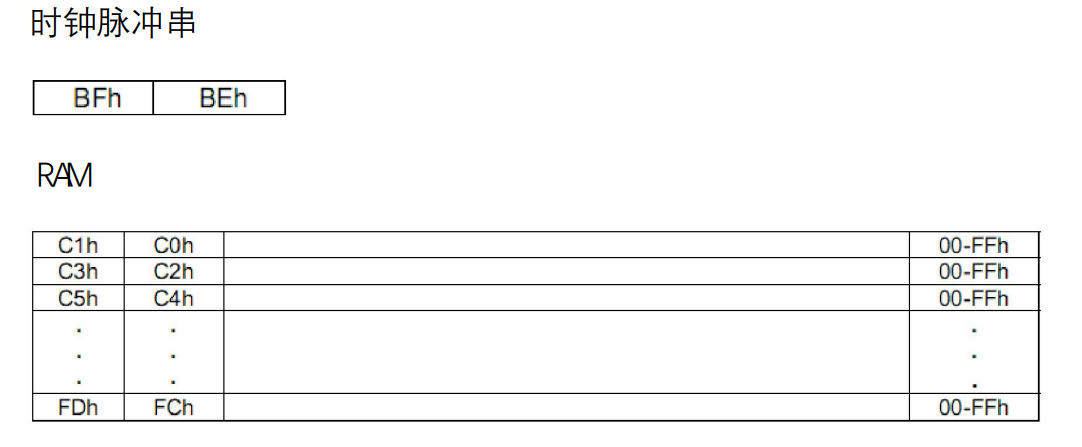 时钟脉冲串
BFh BEh
RAM
C1h C0h 00-FFh
C3h C2h 00-FFh
C5h C4h 00-FFh
. . .
. . .
. . .
FDh FCh 00-FFh